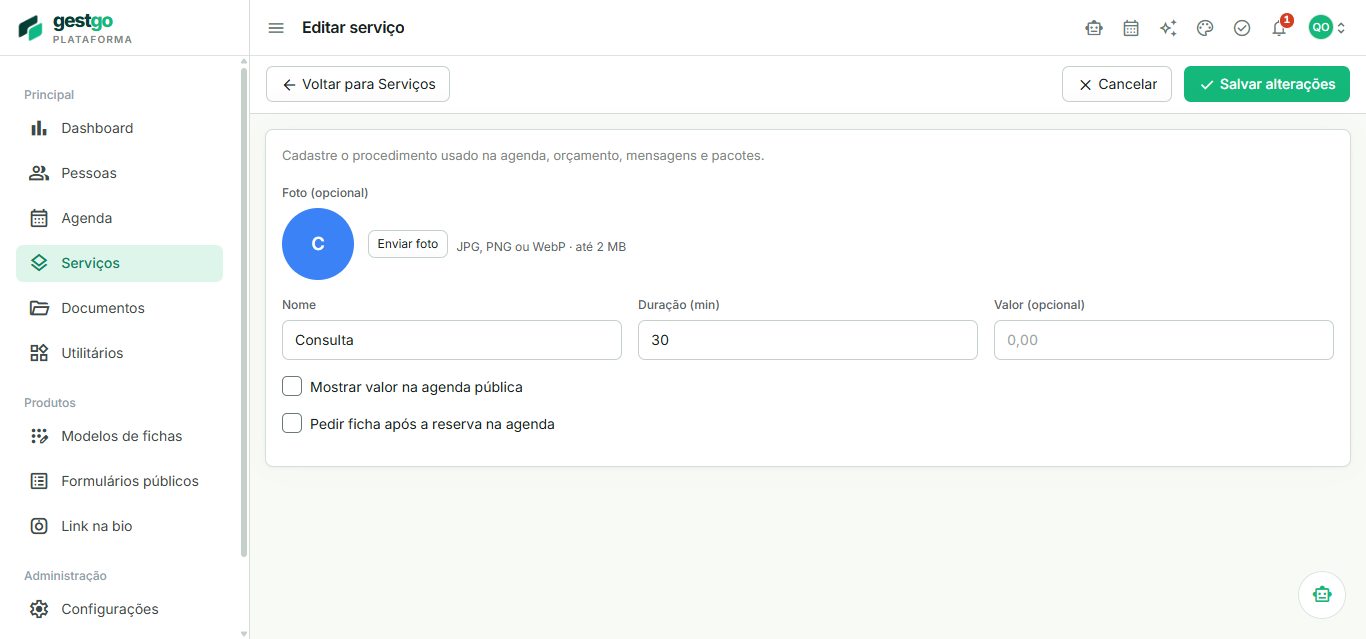 gestgo
PLATAFORMA
Editar serviço
1
QO
Voltar para Serviços
Cancelar
Salvar alterações
Principal
Dashboard
Pessoas
Agenda
Serviços
Documentos
Utilitários
Produtos
Modelos de fichas
Formulários públicos
Link na bio
Administração
Configurações
Cadastre o procedimento usado na agenda, orçamento, mensagens e pacotes.
Foto (opcional)
C
Enviar foto
JPG, PNG ou WebP · até 2 MB
Nome
Duração (min)
Valor (opcional)
Consulta
30
0,00
Mostrar valor na agenda pública
Pedir ficha após a reserva na agenda